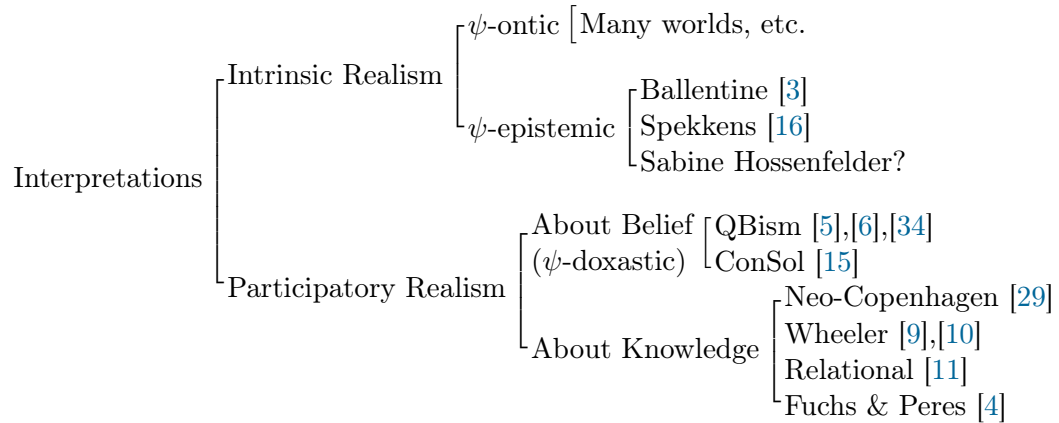 ψ-ontic [Many worlds, etc.
Intrinsic Realism
Ballentine [3]
ψ-epistemic
Spekkens [16]
Sabine Hossenfelder?
Interpretations
About Belief
(ψ-doxastic)
QBism [5],[6],[34]
ConSol [15]
Participatory Realism
Neo-Copenhagen [29]
Wheeler [9],[10]
About Knowledge
Relational [11]
Fuchs & Peres [4]